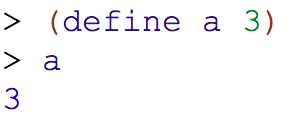 > (define a 3)
> a
3